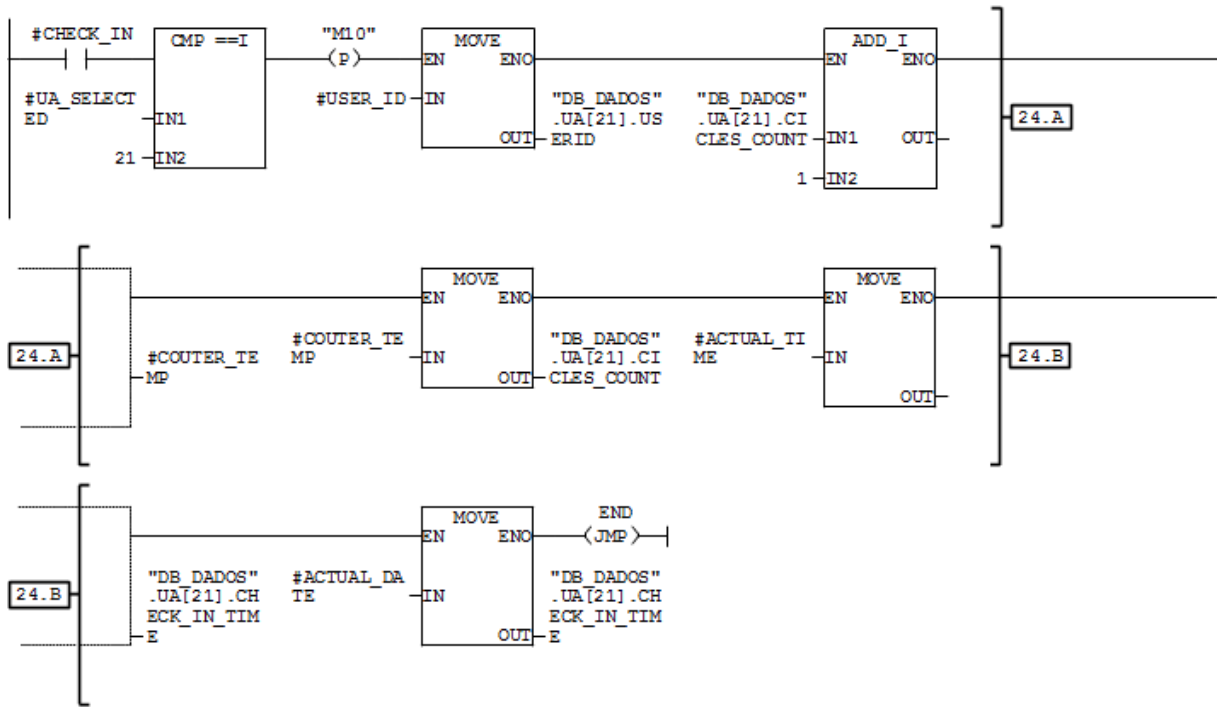 #CHECK_IN
CMP ==I
"M10"
(P)
MOVE
EN ENO
ADD_I
EN ENO
#UA_SELECT
ED
IN1
21
IN2
#USER_ID
IN
OUT
"DB_DADOS"
.UA[21].US
ERID
"DB_DADOS"
.UA[21].CI
CLES_COUNT
IN1
OUT
1
IN2
24.A
24.A
#COUTER_TE
MP
MOVE
EN ENO
#COUTER_TE
MP
IN
OUT
"DB_DADOS"
.UA[21].CI
CLES_COUNT
MOVE
EN ENO
#ACTUAL_TI
ME
IN
OUT
24.B
24.B
"DB_DADOS"
.UA[21].CH
ECK_IN_TIM
E
MOVE
EN ENO
#ACTUAL_DA
TE
IN
OUT
END
(JMP)
"DB_DADOS"
.UA[21].CH
ECK_IN_TIM
E